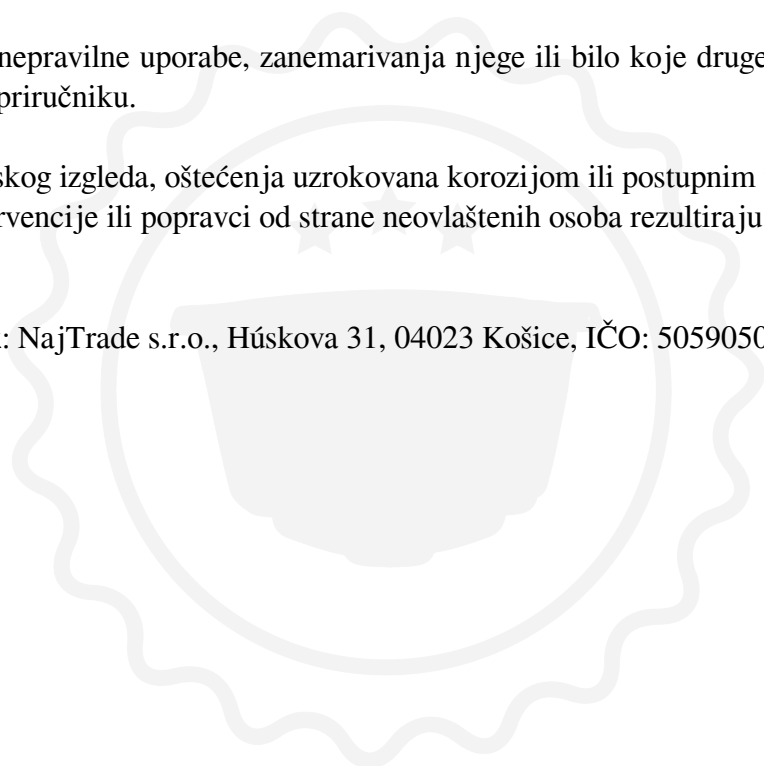 nepravilne uporabe, zanemarivanja njege ili bilo koje druge
priručniku.
skog izgleda, oštećenja uzrokovana korozijom ili postupnim
rvencije ili popravci od strane neovlaštenih osoba rezultiraju
: NajTrade s.r.o., Húskova 31, 04023 Košice, IČO: 5059050